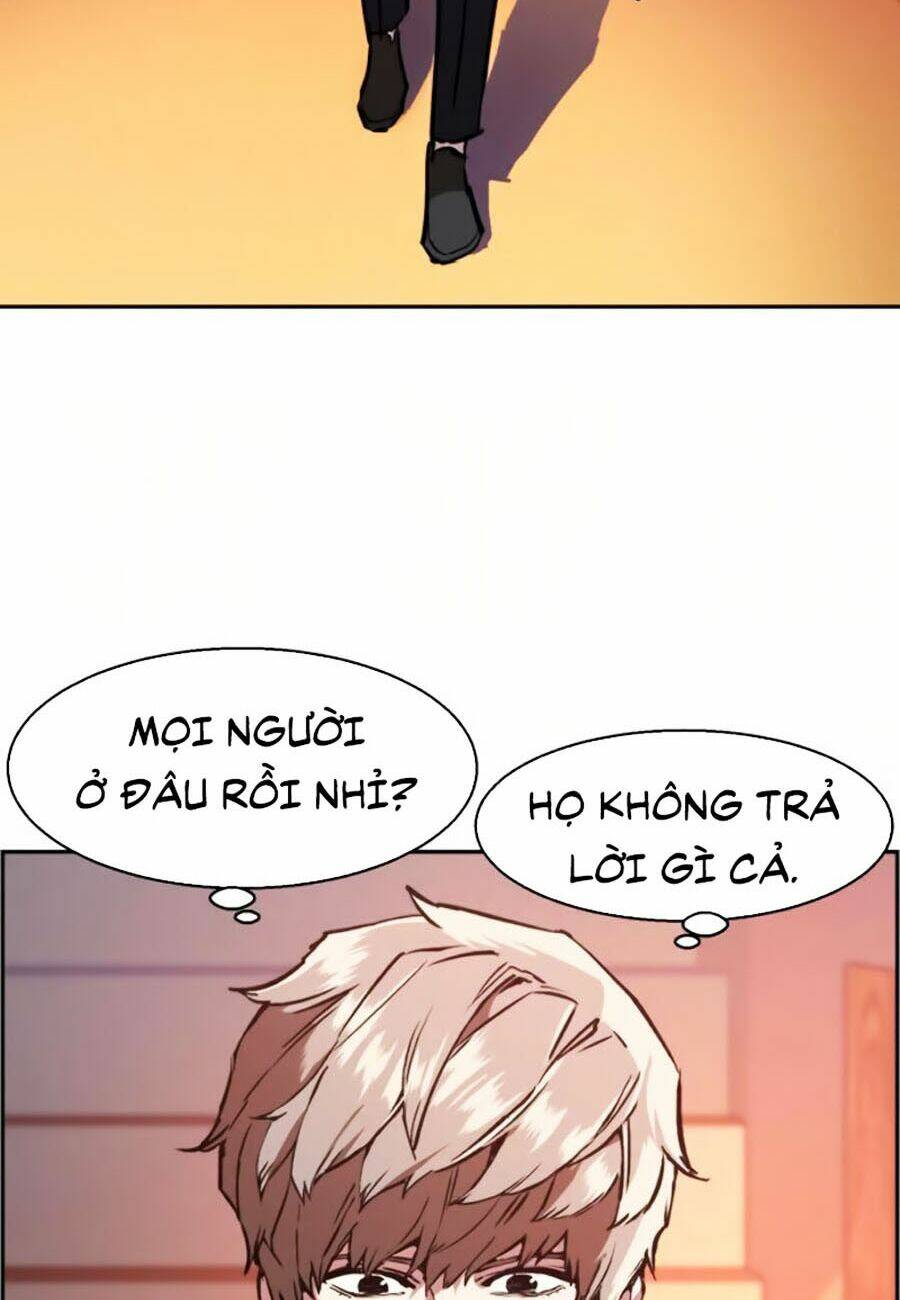 MỌI NGƯỜI
Ở ĐÂU RỒI NHỈ?
HỌ KHÔNG TRẢ
LỜI GÌ CẢ.